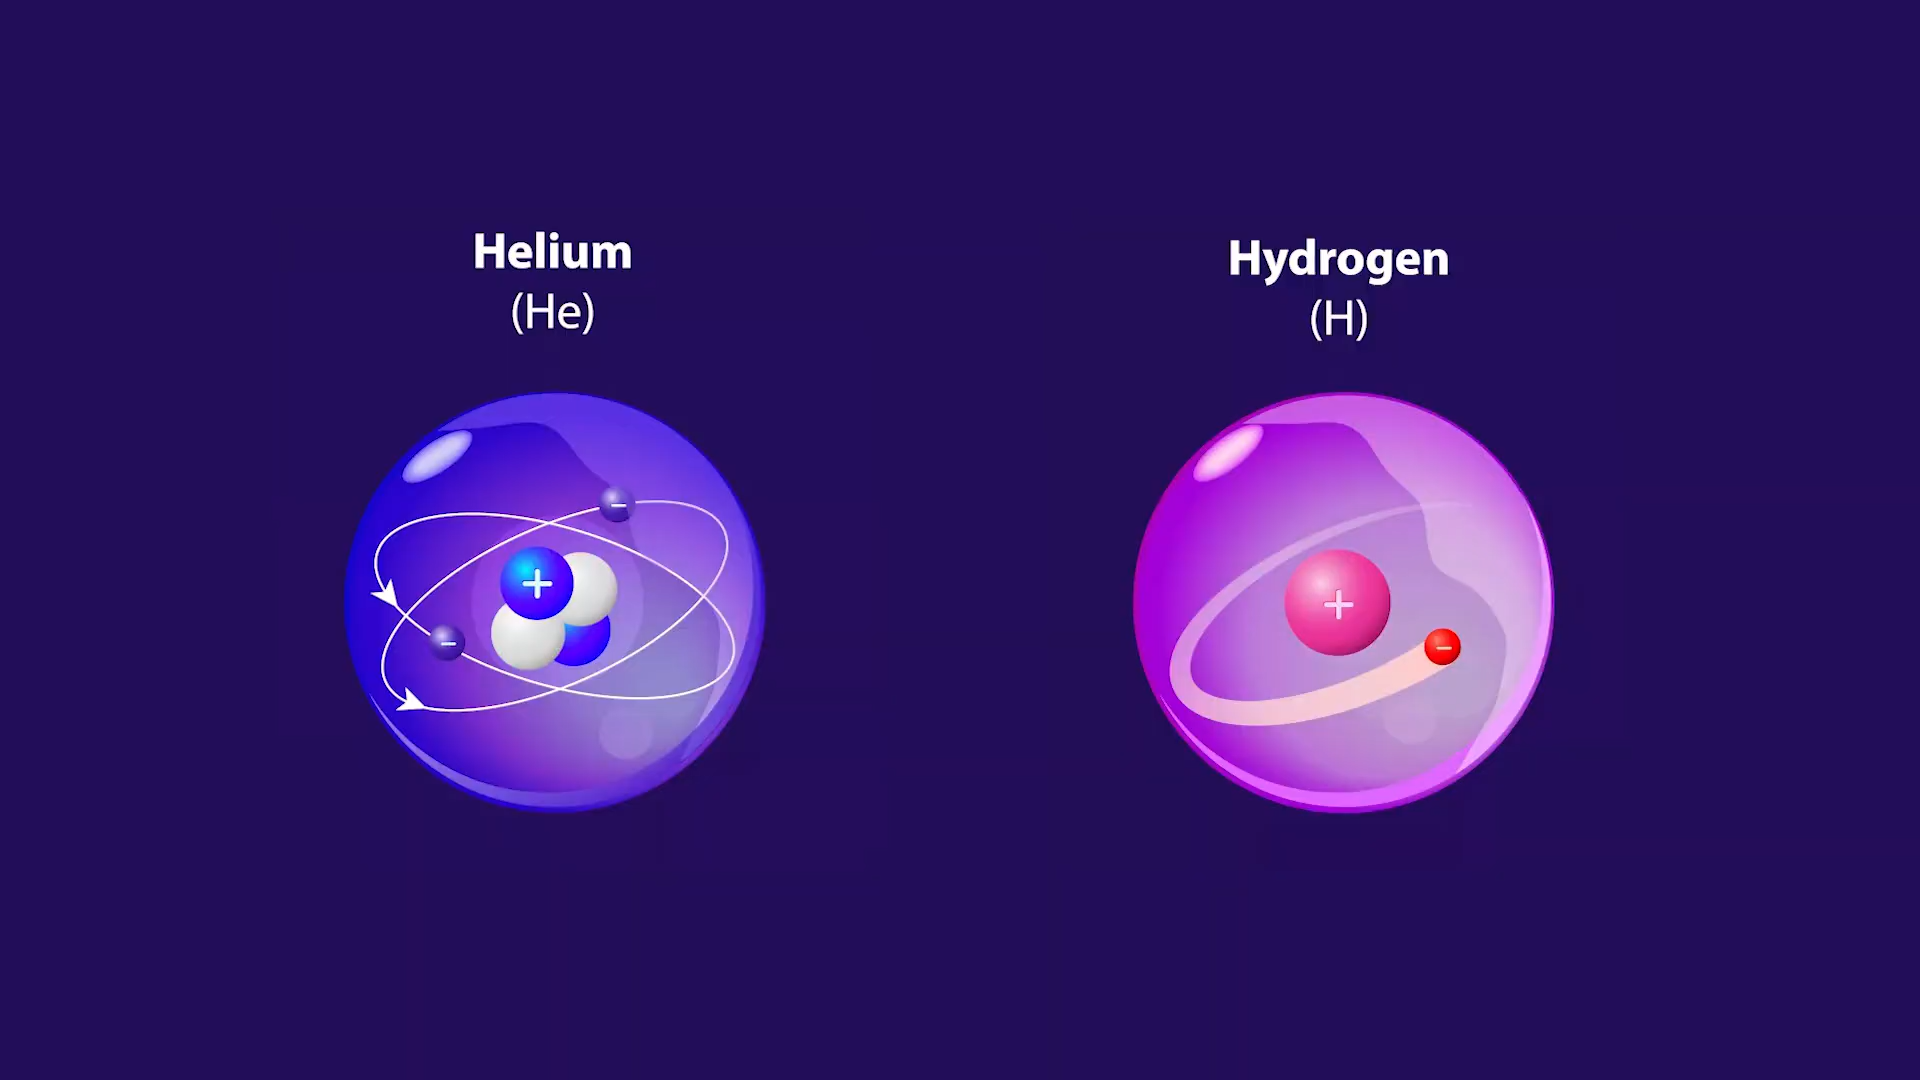 Helium
(He)
Hydrogen
(H)
−
+
−
+
−